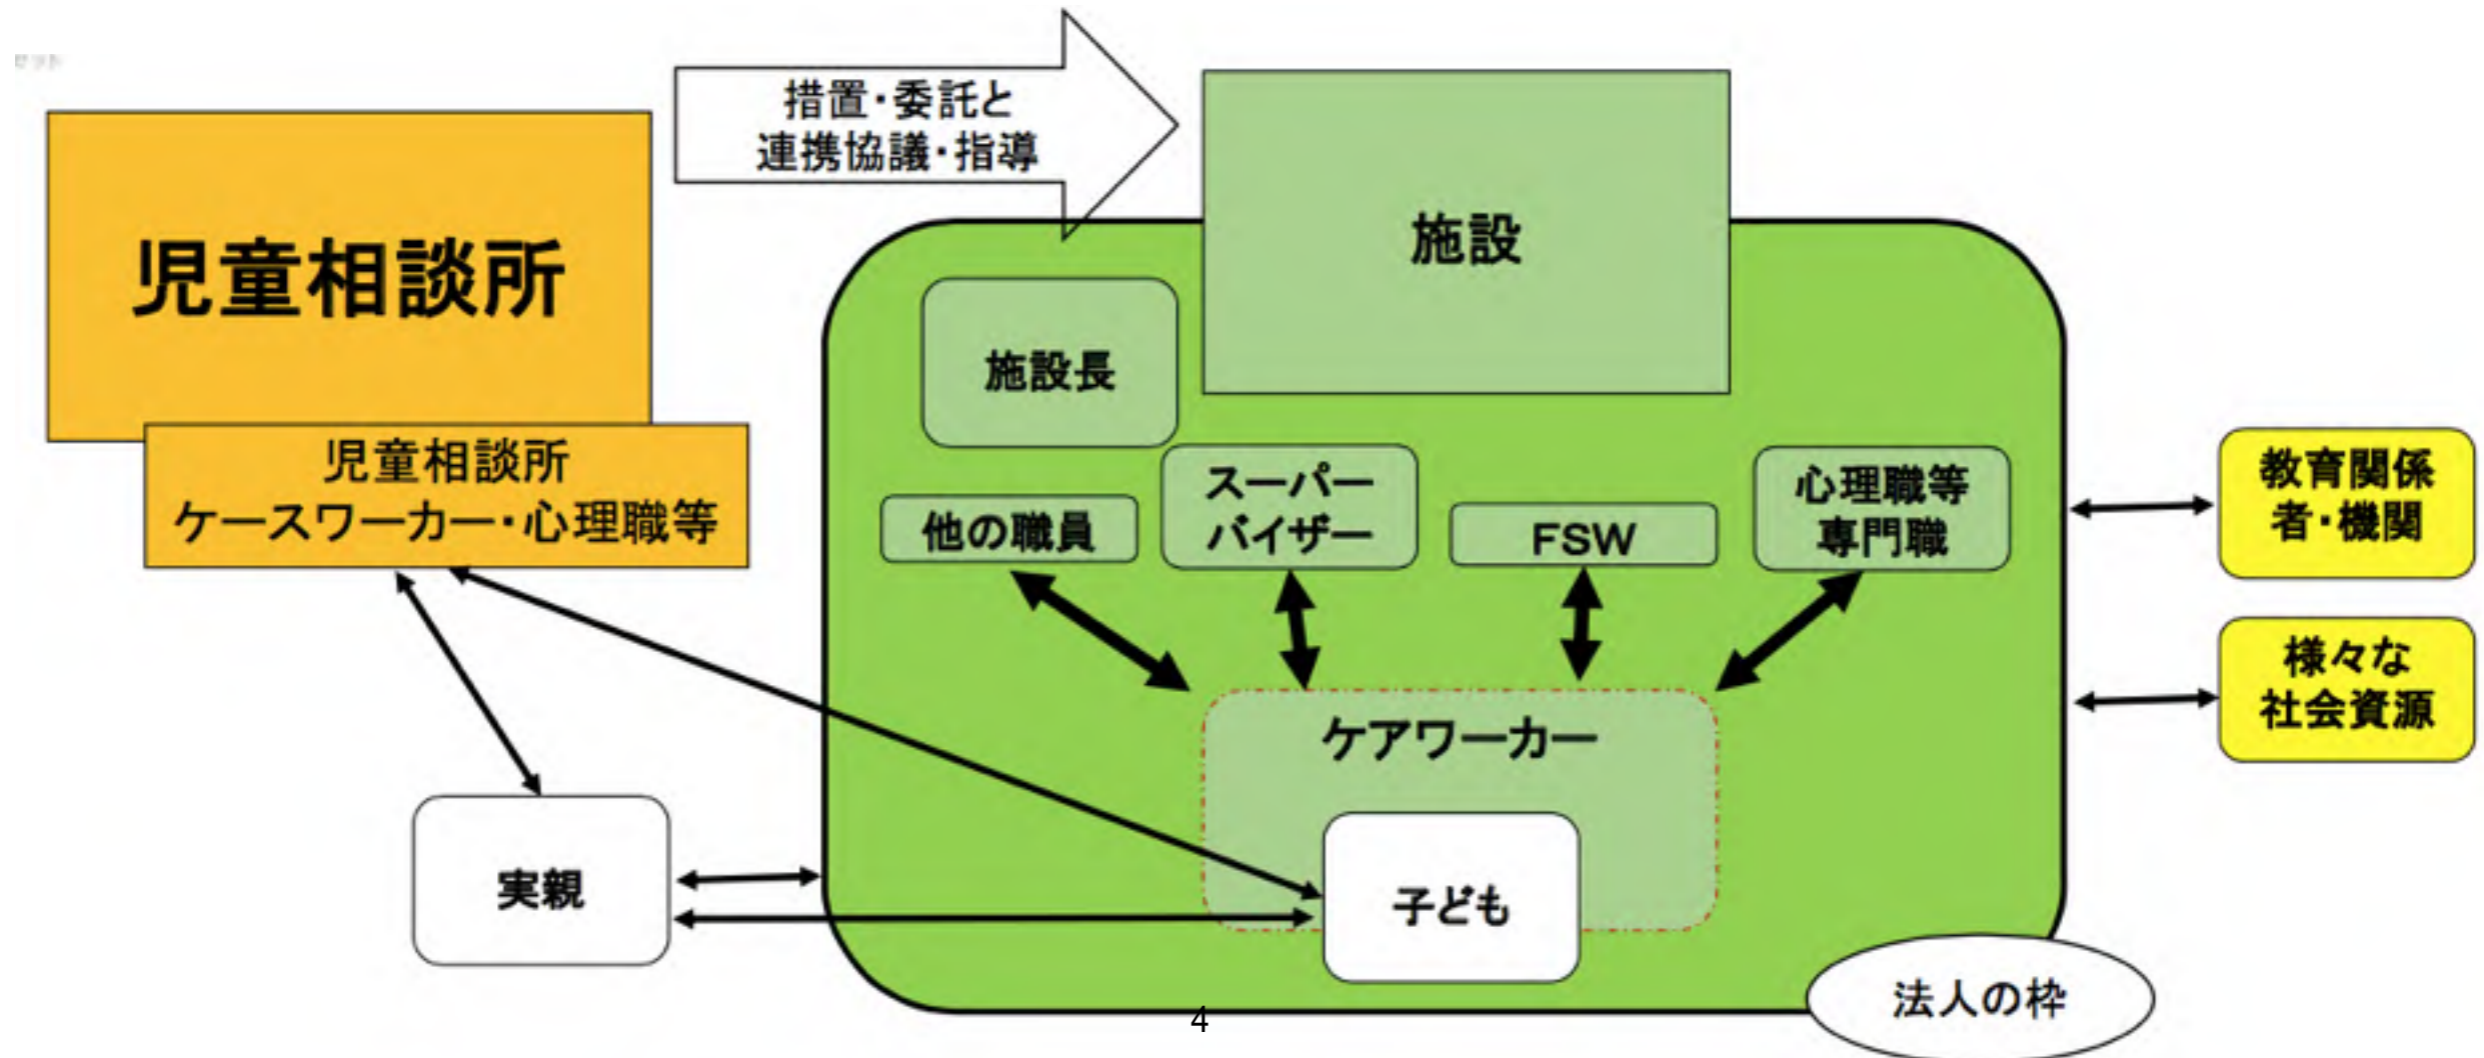 措置・委託と
連携協議・指導
児童相談所
児童相談所
ケースワーカー・心理職等
施設
施設長
他の職員
スーパー
バイザー
FSW
心理職等
専門職
ケアワーカー
子ども
実親
教育関係
者・機関
様々な
社会資源
法人の枠
4